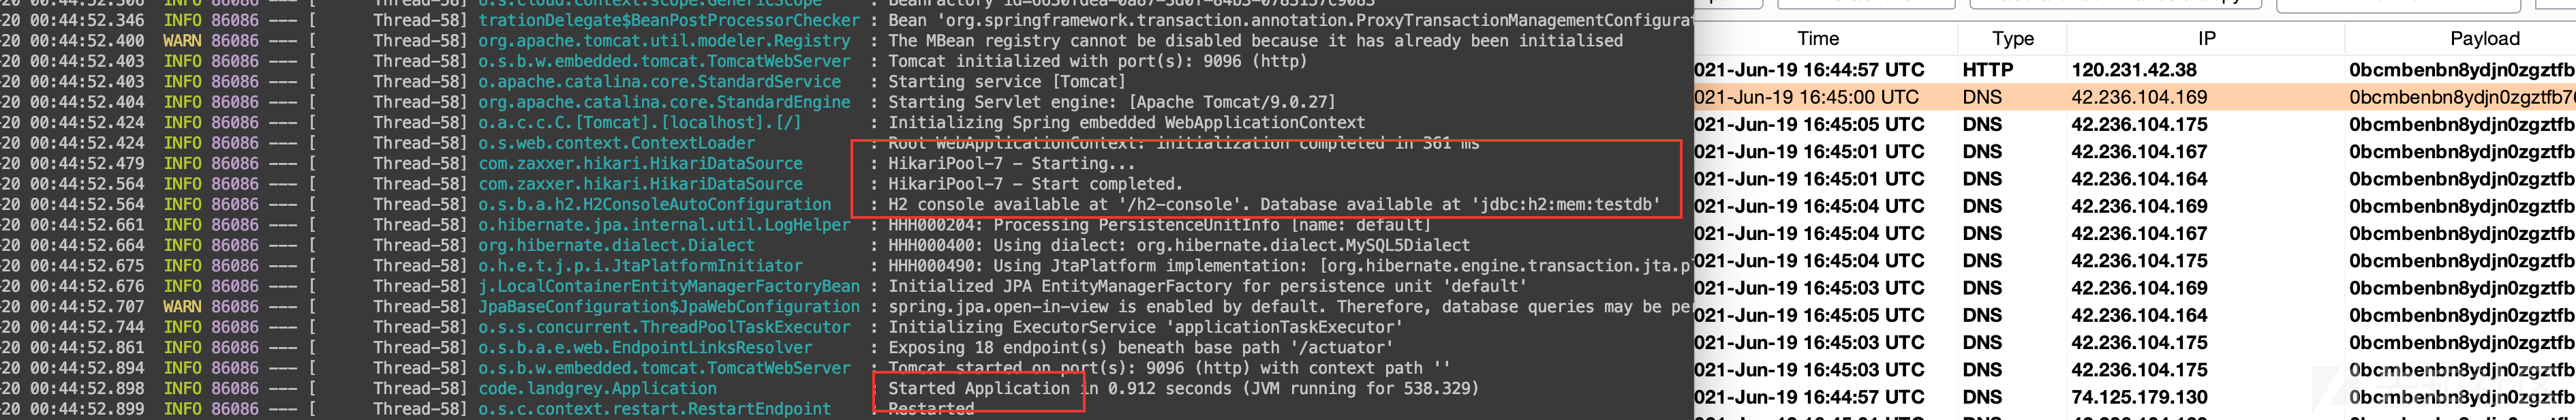 trationDelegate$BeanPostProcessorChecker : Bean 'org.springframework.transaction.annotation.ProxyTransactionManagementConfigurat
-20 00:44:52.400 WARN 86086 --- [ Thread-58] org.apache.tomcat.util.modeler.Registry : The MBean registry cannot be disabled because it has already been initialised
-20 00:44:52.403 INFO 86086 --- [ Thread-58] o.s.b.w.embedded.tomcat.TomcatWebServer : Tomcat initialized with port(s): 9096 (http)
-20 00:44:52.403 INFO 86086 --- [ Thread-58] o.apache.catalina.core.StandardService : Starting service [Tomcat]
-20 00:44:52.404 INFO 86086 --- [ Thread-58] org.apache.catalina.core.StandardEngine : Starting Servlet engine: [Apache Tomcat/9.0.27]
-20 00:44:52.424 INFO 86086 --- [ Thread-58] o.a.c.c.C.[Tomcat].[localhost].[/] : Initializing Spring embedded WebApplicationContext
-20 00:44:52.424 INFO 86086 --- [ Thread-58] o.s.web.context.ContextLoader : Root WebApplicationContext: initialization completed in 361 ms
-20 00:44:52.479 INFO 86086 --- [ Thread-58] com.zaxxer.hikari.HikariDataSource : HikariPool-7 - Starting...
-20 00:44:52.564 INFO 86086 --- [ Thread-58] com.zaxxer.hikari.HikariDataSource : HikariPool-7 - Start completed.
-20 00:44:52.564 INFO 86086 --- [ Thread-58] o.s.b.a.h2.H2ConsoleAutoConfiguration : H2 console available at '/h2-console'. Database available at 'jdbc:h2:mem:testdb'
-20 00:44:52.661 INFO 86086 --- [ Thread-58] o.hibernate.jpa.internal.util.LogHelper : HHH000204: Processing PersistenceUnitInfo [name: default]
-20 00:44:52.664 INFO 86086 --- [ Thread-58] org.hibernate.dialect.Dialect : HHH000400: Using dialect: org.hibernate.dialect.MySQL5Dialect
-20 00:44:52.675 INFO 86086 --- [ Thread-58] o.h.e.t.j.p.i.JtaPlatformInitiator : HHH000490: Using JtaPlatform implementation: [org.hibernate.engine.transaction.jta.p
-20 00:44:52.676 INFO 86086 --- [ Thread-58] j.LocalContainerEntityManagerFactoryBean : Initialized JPA EntityManagerFactory for persistence unit 'default'
-20 00:44:52.707 WARN 86086 --- [ Thread-58] JpaBaseConfiguration$JpaWebConfiguration : spring.jpa.open-in-view is enabled by default. Therefore, database queries may be per
-20 00:44:52.744 INFO 86086 --- [ Thread-58] o.s.s.concurrent.ThreadPoolTaskExecutor : Initializing ExecutorService 'applicationTaskExecutor'
-20 00:44:52.861 INFO 86086 --- [ Thread-58] o.s.b.a.e.web.EndpointLinksResolver : Exposing 18 endpoint(s) beneath base path '/actuator'
-20 00:44:52.894 INFO 86086 --- [ Thread-58] o.s.b.w.embedded.tomcat.TomcatWebServer : Tomcat started on port(s): 9096 (http) with context path ''
-20 00:44:52.898 INFO 86086 --- [ Thread-58] code.landgrey.Application : Started Application in 0.912 seconds (JVM running for 538.329)
-20 00:44:52.899 INFO 86086 --- [ Thread-58] o.s.c.context.restart.RestartEndpoint : Restarted
Time Type IP Payload
021-Jun-19 16:44:57 UTC HTTP 120.231.42.38 0bcmbenbn8ydjn0zgztfb
021-Jun-19 16:45:00 UTC DNS 42.236.104.169 0bcmbenbn8ydjn0zgztfb7
021-Jun-19 16:45:05 UTC DNS 42.236.104.175 0bcmbenbn8ydjn0zgztfb
021-Jun-19 16:45:01 UTC DNS 42.236.104.167 0bcmbenbn8ydjn0zgztfb
021-Jun-19 16:45:01 UTC DNS 42.236.104.164 0bcmbenbn8ydjn0zgztfb
021-Jun-19 16:45:04 UTC DNS 42.236.104.169 0bcmbenbn8ydjn0zgztfb
021-Jun-19 16:45:04 UTC DNS 42.236.104.167 0bcmbenbn8ydjn0zgztfb
021-Jun-19 16:45:04 UTC DNS 42.236.104.175 0bcmbenbn8ydjn0zgztfb
021-Jun-19 16:45:03 UTC DNS 42.236.104.169 0bcmbenbn8ydjn0zgztfb
021-Jun-19 16:45:05 UTC DNS 42.236.104.164 0bcmbenbn8ydjn0zgztfb
021-Jun-19 16:45:03 UTC DNS 42.236.104.175 0bcmbenbn8ydjn0zgztfb
021-Jun-19 16:45:03 UTC DNS 42.236.104.175 0bcmbenbn8ydjn0zgztfb
021-Jun-19 16:44:57 UTC DNS 74.125.179.130 0bcmbenbn8ydjn0zgztfb